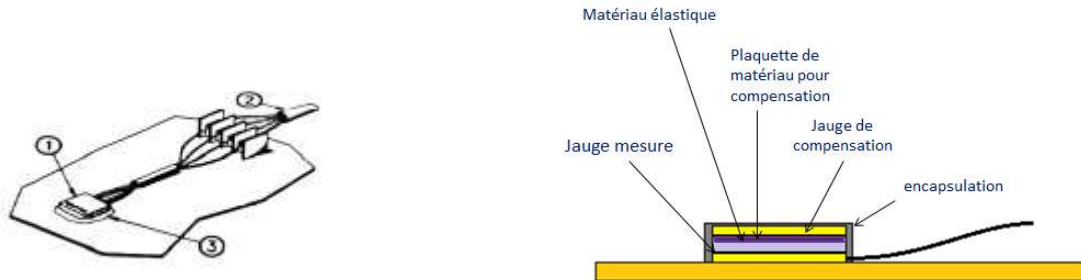 ①
②
③
Matériau élastique
Plaquette de
matériau pour
compensation
Jauge mesure
Jauge de
compensation
encapsulation